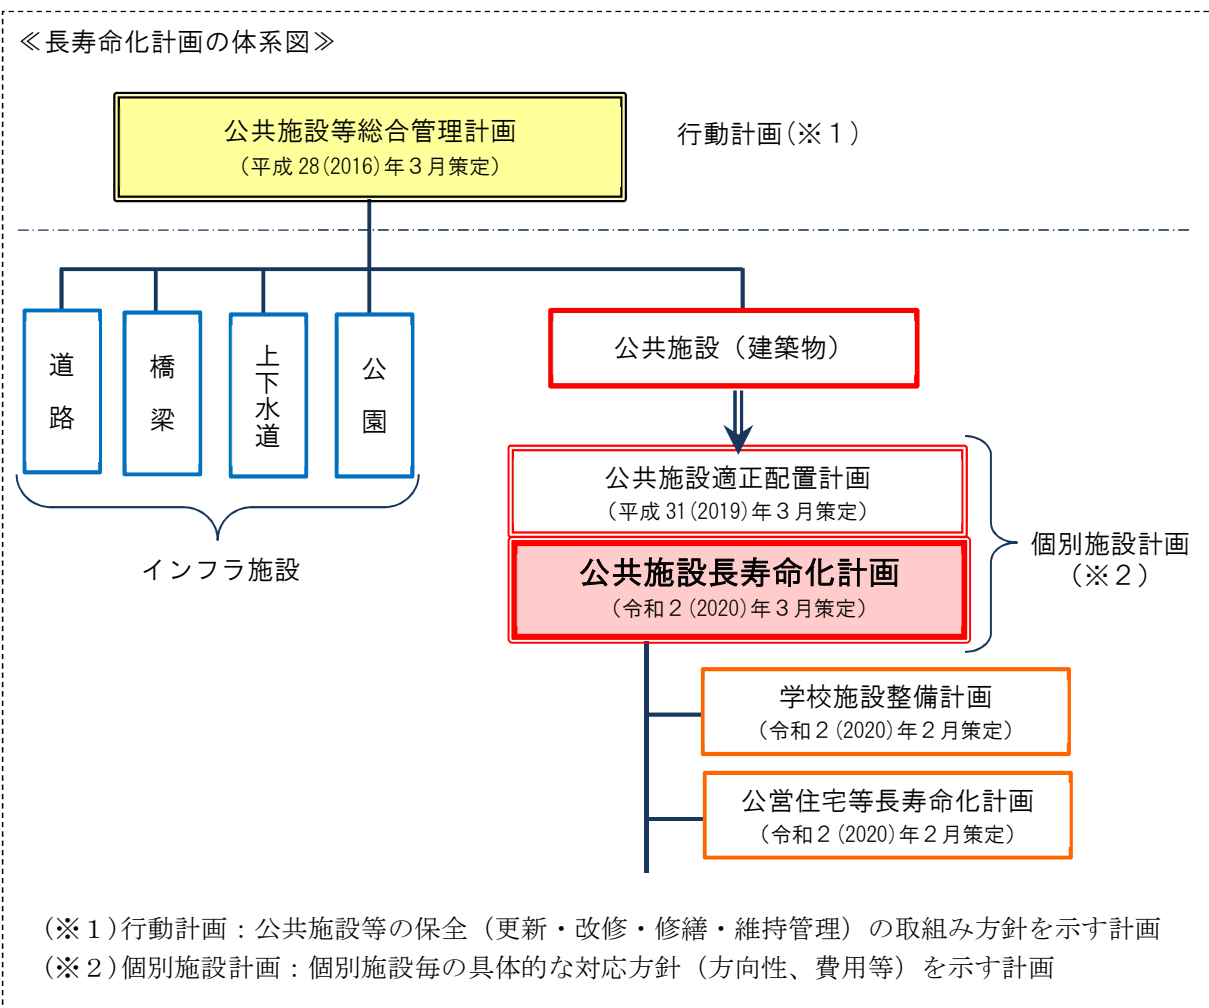 ≪長寿命化計画の体系図≫
公共施設等総合管理計画
（平成 28(2016)年３月策定）
行動計画(※１)
道路
橋梁
上下水道
公園
インフラ施設
公共施設（建築物）
公共施設適正配置計画
（平成 31(2019)年３月策定）
公共施設長寿命化計画
（令和２(2020)年３月策定）
個別施設計画
（※２）
学校施設整備計画
（令和２(2020)年２月策定）
公営住宅等長寿命化計画
（令和２(2020)年２月策定）
(※１)行動計画：公共施設等の保全（更新・改修・修繕・維持管理）の取組み方針を示す計画
(※２)個別施設計画：個別施設毎の具体的な対応方針（方向性、費用等）を示す計画